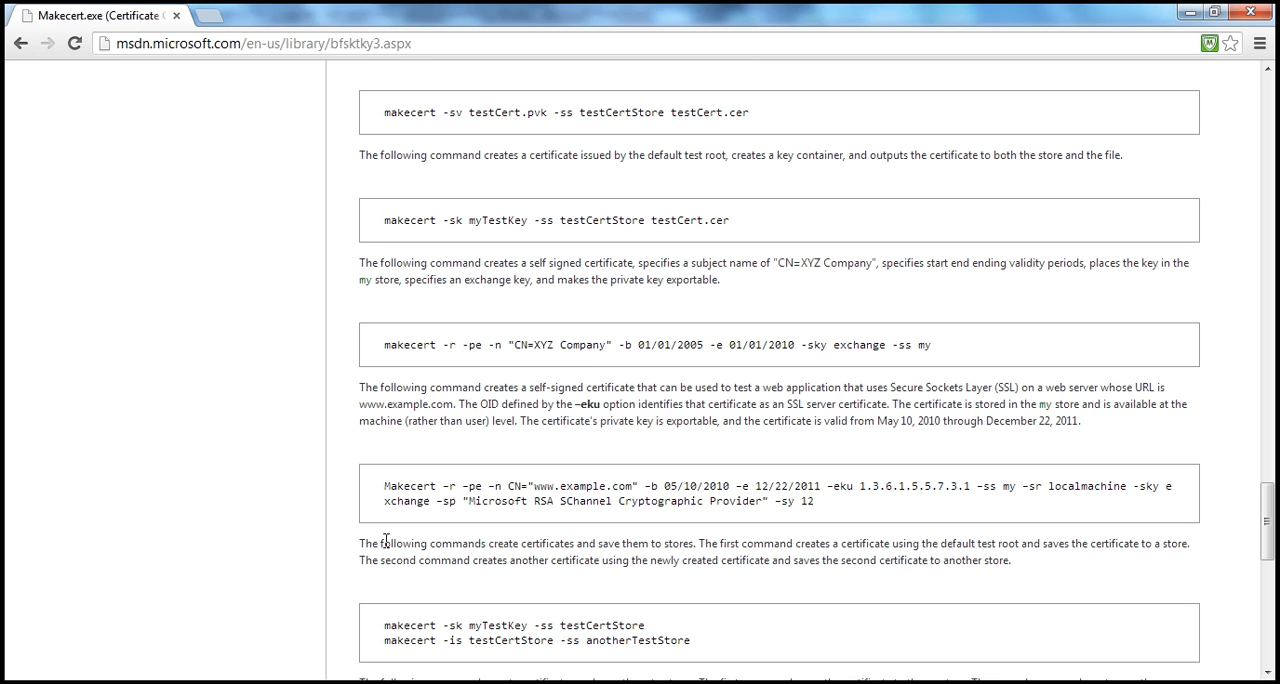 Makecert.exe (Certificate C
msdn.microsoft.com/en-us/library/bfsktky3.aspx
makecert -sv testCert.pvk -ss testCertStore testCert.cer
The following command creates a certificate issued by the default test root, creates a key container, and outputs the certificate to both the store and the file.
makecert -sk myTestKey -ss testCertStore testCert.cer
The following command creates a self signed certificate, specifies a subject name of "CN=XYZ Company", specifies start end ending validity periods, places the key in the
my store, specifies an exchange key, and makes the private key exportable.
makecert -r -pe -n "CN=XYZ Company" -b 01/01/2005 -e 01/01/2010 -sky exchange -ss my
The following command creates a self-signed certificate that can be used to test a web application that uses Secure Sockets Layer (SSL) on a web server whose URL is
www.example.com. The OID defined by the –eku option identifies that certificate as an SSL server certificate. The certificate is stored in the my store and is available at the
machine (rather than user) level. The certificate's private key is exportable, and the certificate is valid from May 10, 2010 through December 22, 2011.
Makecert -r -pe -n CN="www.example.com" -b 05/10/2010 -e 12/22/2011 -eku 1.3.6.1.5.5.7.3.1 -ss my -sr localmachine -sky e
xchange -sp "Microsoft RSA SChannel Cryptographic Provider" -sy 12
The following commands create certificates and save them to stores. The first command creates a certificate using the default test root and saves the certificate to a store.
The second command creates another certificate using the newly created certificate and saves the second certificate to another store.
makecert -sk myTestKey -ss testCertStore
makecert -is testCertStore -ss anotherTestStore